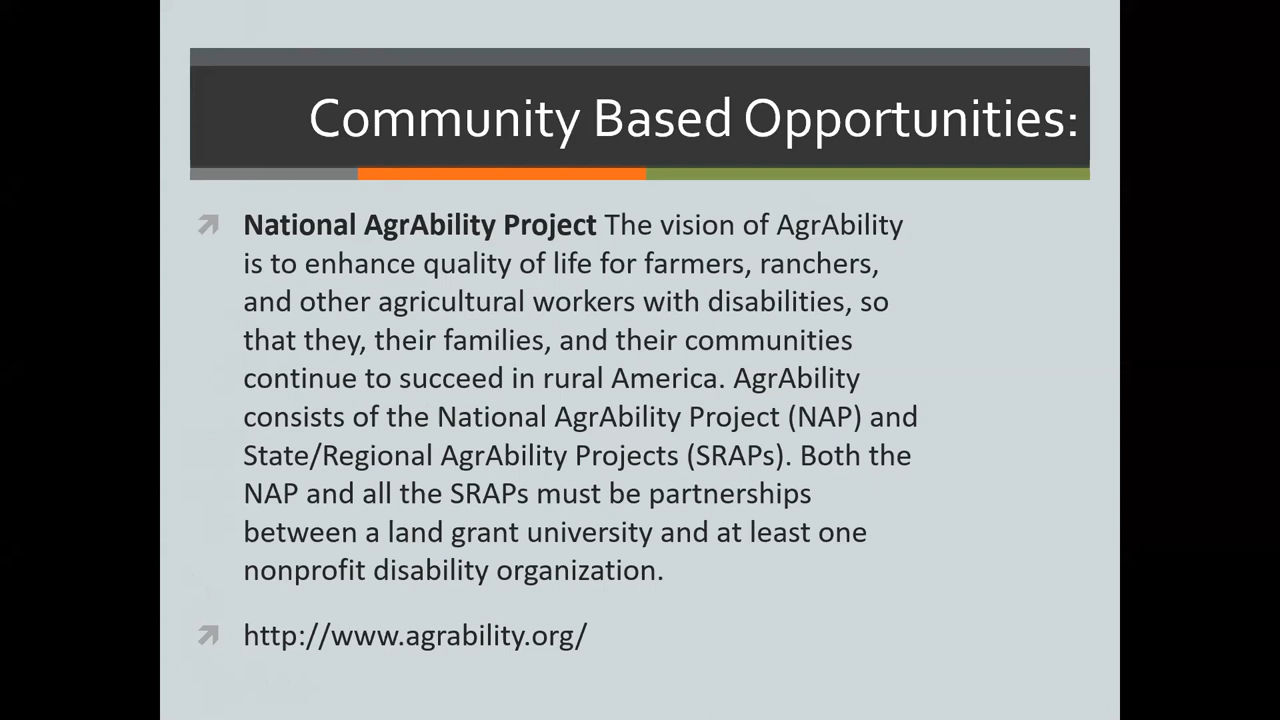 Community Based Opportunities:
National AgrAbility Project The vision of AgrAbility
is to enhance quality of life for farmers, ranchers,
and other agricultural workers with disabilities, so
that they, their families, and their communities
continue to succeed in rural America. AgrAbility
consists of the National AgrAbility Project (NAP) and
State/Regional AgrAbility Projects (SRAPs). Both the
NAP and all the SRAPs must be partnerships
between a land grant university and at least one
nonprofit disability organization.
http://www.agrability.org/